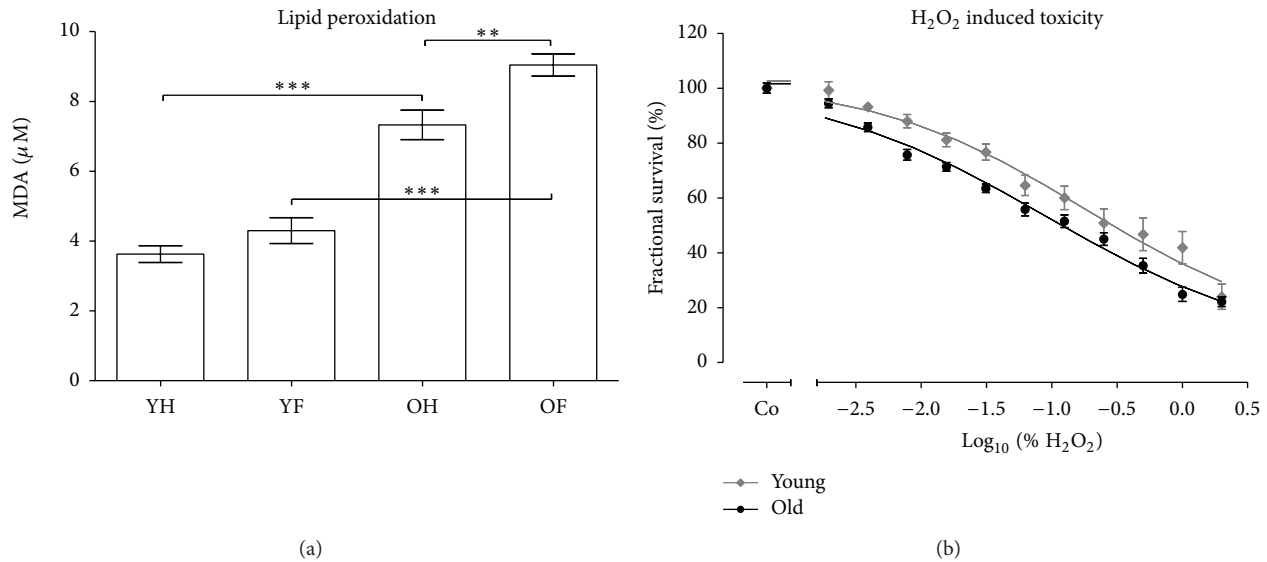 Lipid peroxidation
10
8
6
4
2
0
MDA (μM)
***
**
***
YH YF OH OF
(a)
H₂O₂ induced toxicity
120
100
80
60
40
20
0
Fractional survival (%)
Co −2.5 −2.0 −1.5 −1.0 −0.5 0.0 0.5
Log₁₀ (% H₂O₂)
Young
Old
(b)